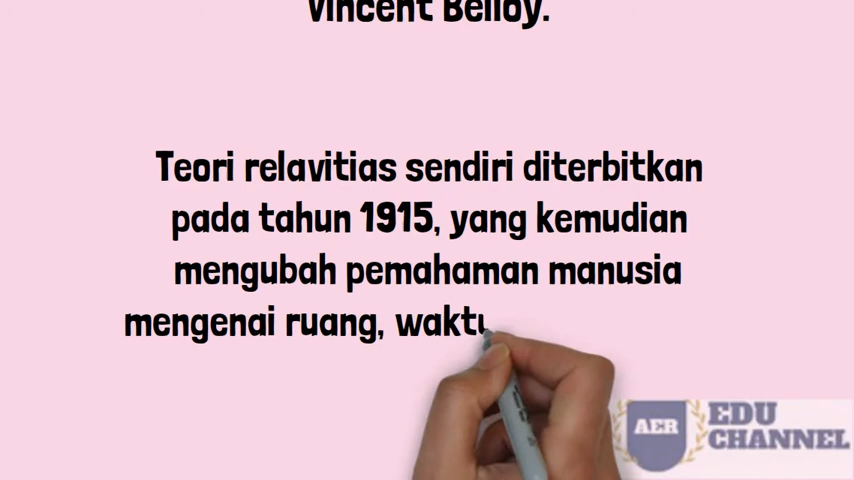 Vincent Belloy.
Teori relavitias sendiri diterbitkan
pada tahun 1915, yang kemudian
mengubah pemahaman manusia
mengenai ruang, waktu
AER
EDU
CHANNEL